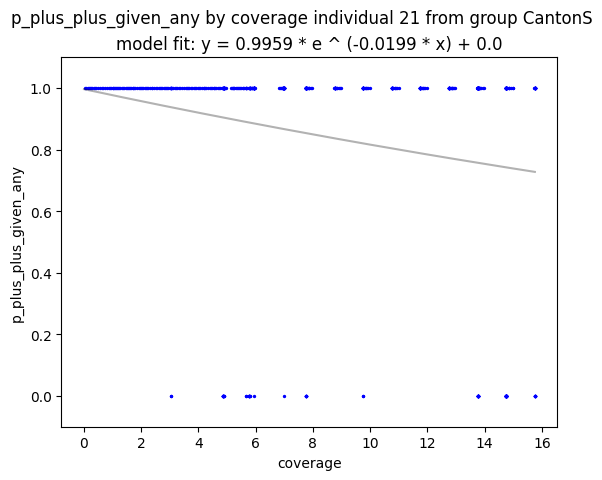 p_plus_plus_given_any by coverage individual 21 from group CantonS
model fit: y = 0.9959 * e ^ (-0.0199 * x) + 0.0
1.0
0.8
0.6
0.4
0.2
0.0
p_plus_plus_given_any
0 2 4 6 8 10 12 14 16
coverage